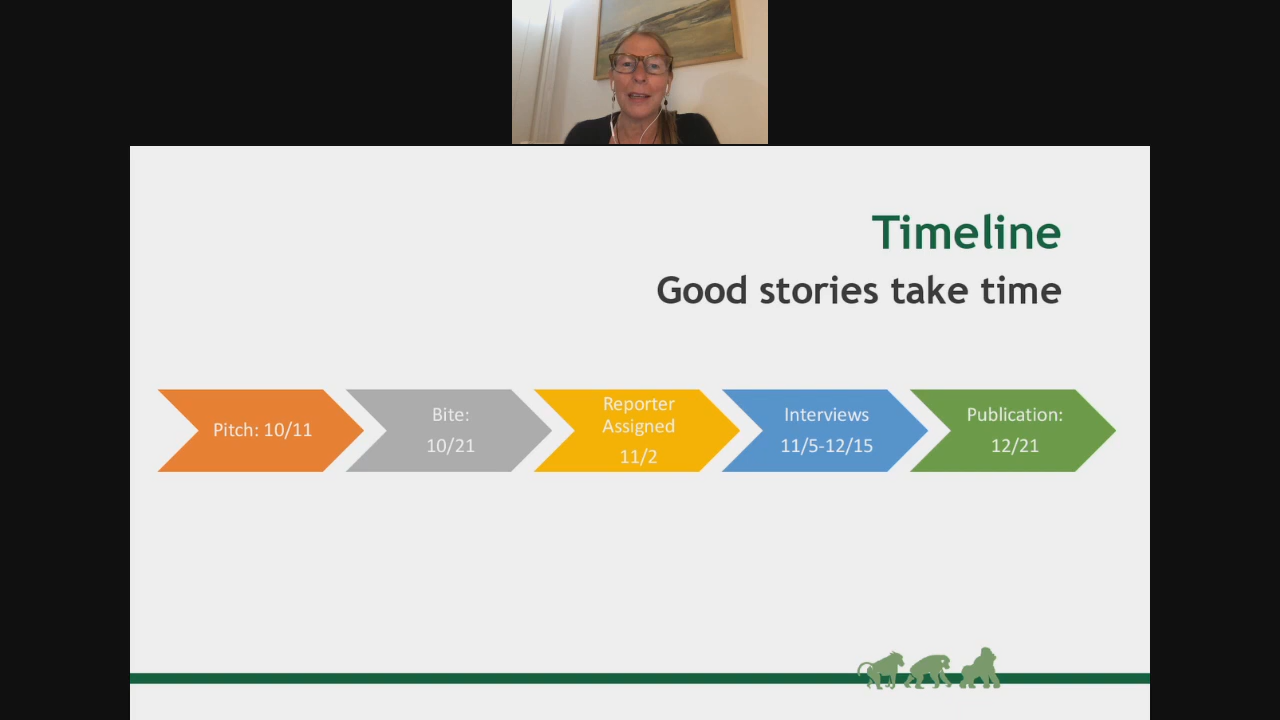 Timeline
Good stories take time
Pitch: 10/11
Bite:
10/21
Reporter
Assigned
11/2
Interviews
11/5-12/15
Publication:
12/21